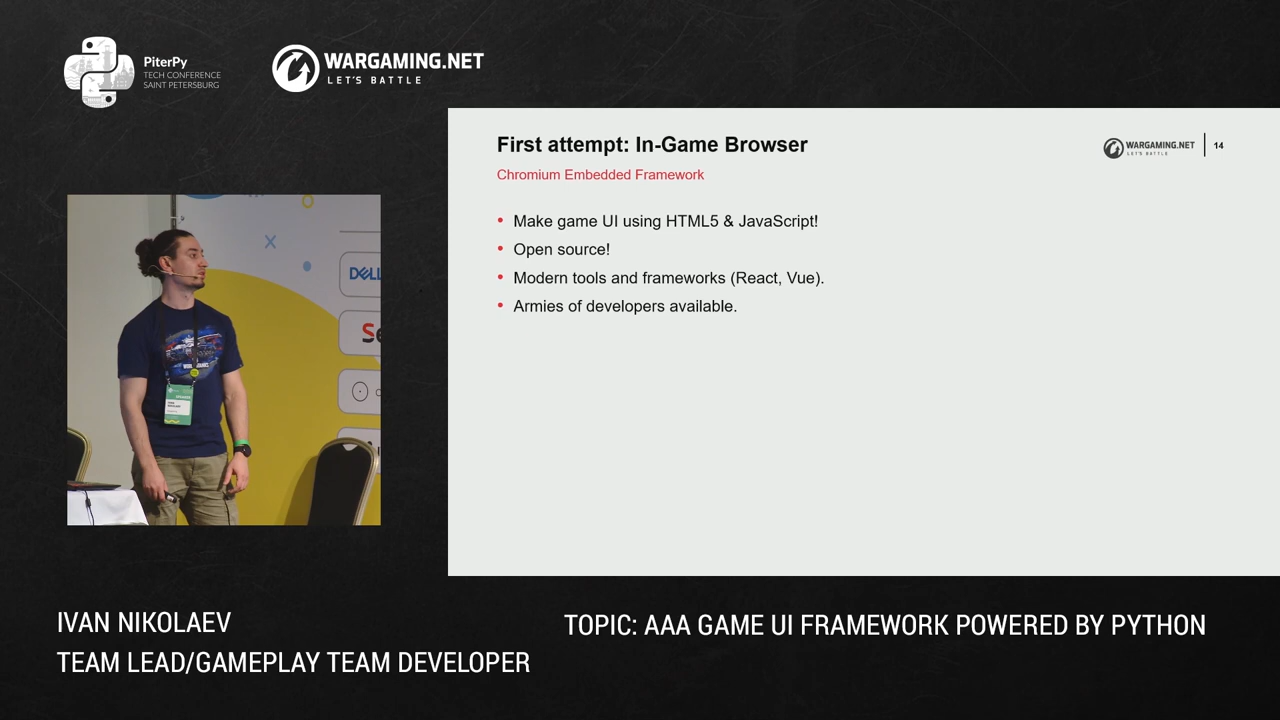 PiterPy
TECH CONFERENCE
SAINT PETERSBURG
WARGAMING.NET
LET'S BATTLE
First attempt: In-Game Browser
WARGAMING.NET
LET'S BATTLE
14
Chromium Embedded Framework
• Make game UI using HTML5 & JavaScript!
• Open source!
• Modern tools and frameworks (React, Vue).
• Armies of developers available.
DELL
IVAN NIKOLAEV
TEAM LEAD/GAMEPLAY TEAM DEVELOPER
TOPIC: AAA GAME UI FRAMEWORK POWERED BY PYTHON